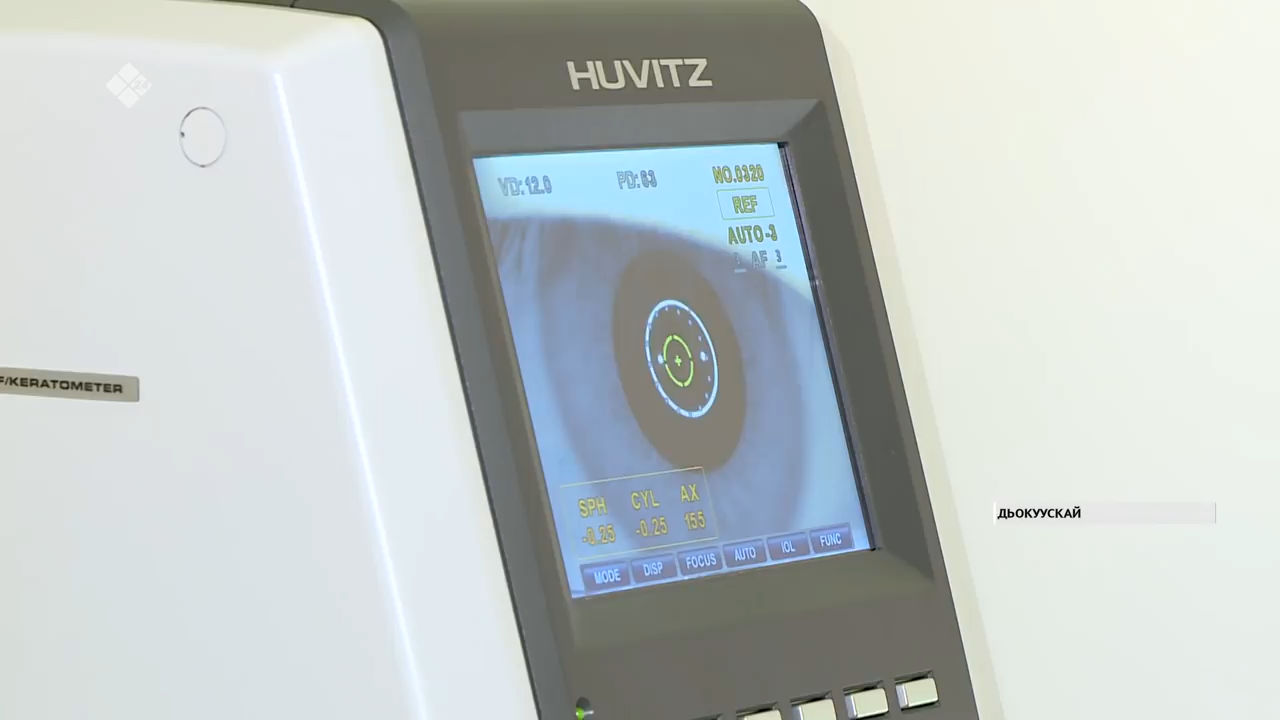 HUVITZ
VD:12.0 PD:63 NO.0320
REF
AUTO-3
AF 3
F/KERATOMETER
SPH CYL AX
-0.25 -0.25 155
MODE DISP FOCUS AUTO IOL FUNC
ДЬОКУУСКАЙ